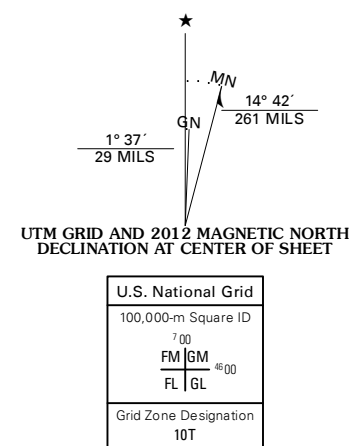 MN
GN
14° 42´
261 MILS
1° 37´
29 MILS
UTM GRID AND 2012 MAGNETIC NORTH
DECLINATION AT CENTER OF SHEET
U.S. National Grid
100,000-m Square ID
7 00
FM GM
46 00
FL GL
Grid Zone Designation
10T